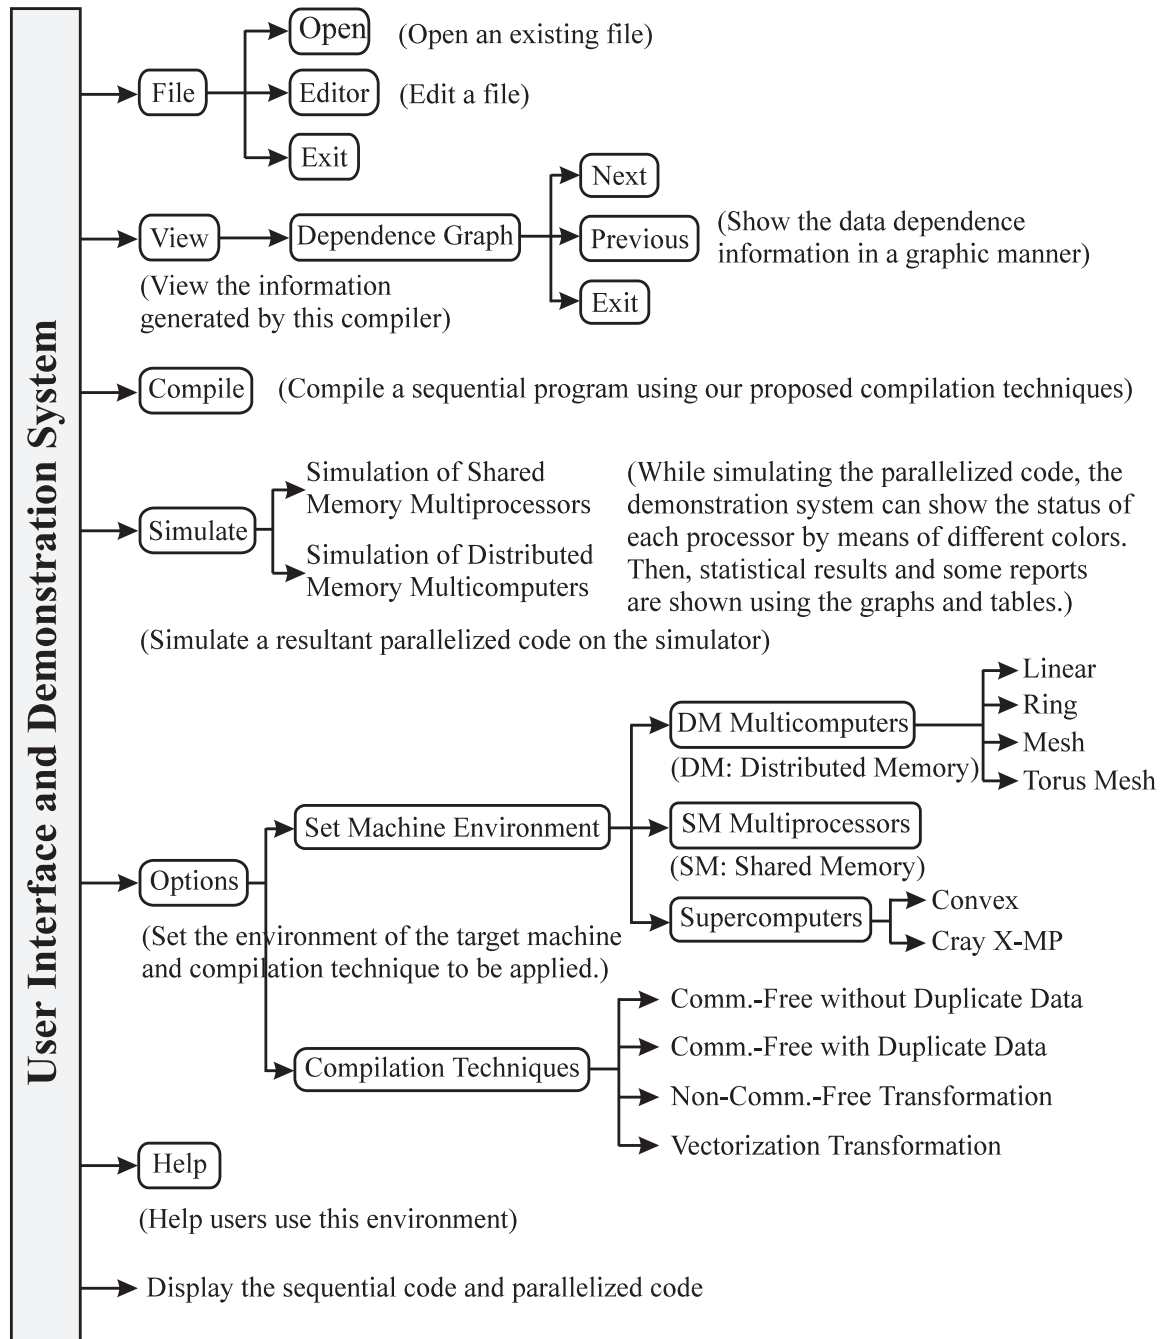 User Interface and Demonstration System
Open
(Open an existing file)
File
Editor
(Edit a file)
Exit
View
Dependence Graph
Next
Previous
(Show the data dependence
information in a graphic manner)
Exit
(View the information
generated by this compiler)
Compile
(Compile a sequential program using our proposed compilation techniques)
Simulate
Simulation of Shared
Memory Multiprocessors
Simulation of Distributed
Memory Multicomputers
(While simulating the parallelized code, the
demonstration system can show the status of
each processor by means of different colors.
Then, statistical results and some reports
are shown using the graphs and tables.)
(Simulate a resultant parallelized code on the simulator)
Options
(Set the environment of the target machine
and compilation technique to be applied.)
Set Machine Environment
DM Multicomputers
(DM: Distributed Memory)
Linear
Ring
Mesh
Torus Mesh
SM Multiprocessors
(SM: Shared Memory)
Supercomputers
Convex
Cray X-MP
Compilation Techniques
Comm.-Free without Duplicate Data
Comm.-Free with Duplicate Data
Non-Comm.-Free Transformation
Vectorization Transformation
Help
(Help users use this environment)
Display the sequential code and parallelized code